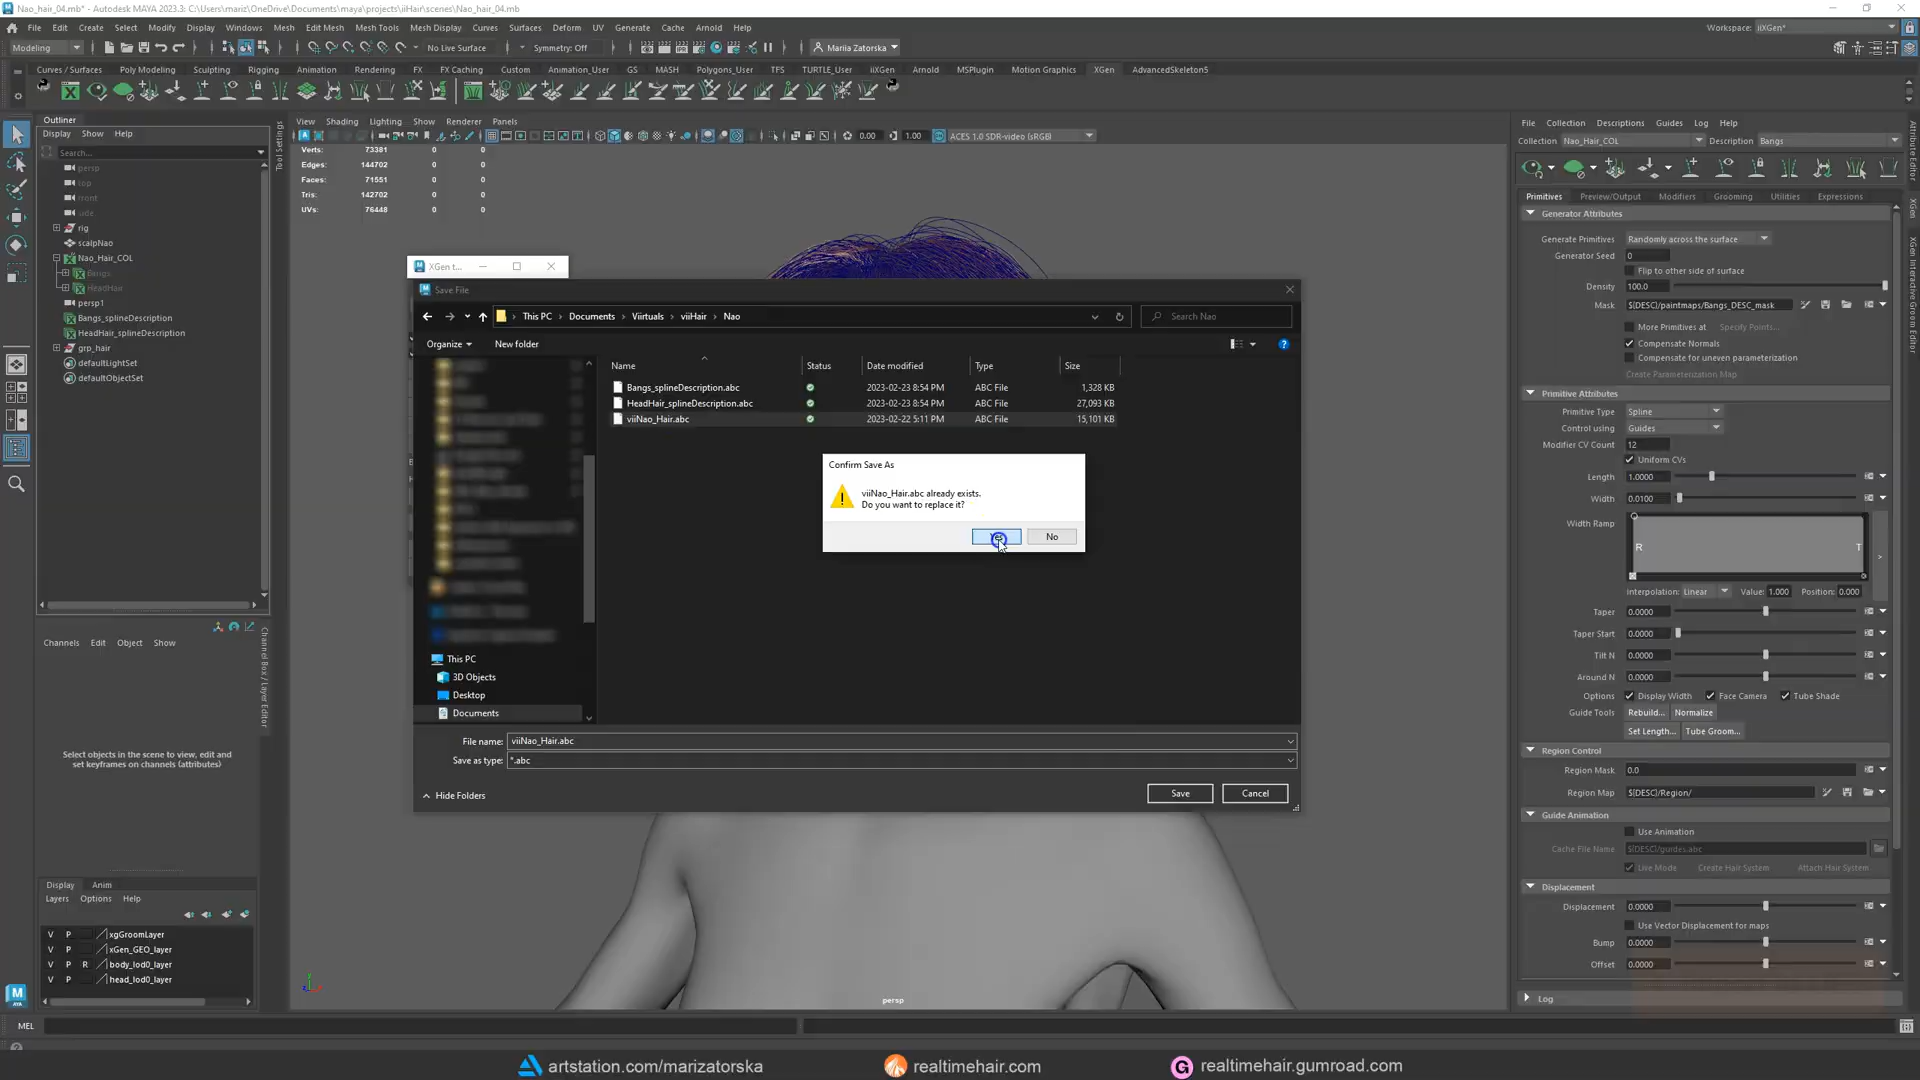 Nao_hair_04.mb* - Autodesk MAYA 2023.3: C:\Users\mariz\OneDrive\Documents\maya\projects\iiHair\scenes\Nao_hair_04.mb
File Edit Create Select Modify Display Windows Mesh Edit Mesh Mesh Tools Mesh Display Curves Surfaces Deform UV Generate Cache Arnold Help
Workspace: iiXGen*
Modeling No Live Surface Symmetry: Off Mariia Zatorska
Curves / Surfaces Poly Modeling Sculpting Rigging Animation Rendering FX FX Caching Custom Animation_User GS MASH Polygons_User TFS TURTLE_User iiXGen Arnold MSPlugin Motion Graphics XGen AdvancedSkeleton5
Outliner
Display Show Help
Search...
persp
top
front
side
rig
scalpNao
Nao_Hair_COL
Bangs
HeadHair
persp1
Bangs_splineDescription
HeadHair_splineDescription
grp_hair
defaultLightSet
defaultObjectSet
Tool Settings
View Shading Lighting Show Renderer Panels
0.00 1.00 ACES 1.0 SDR-video (sRGB)
Verts: 73381 0 0
Edges: 144702 0 0
Faces: 71551 0 0
Tris: 142702 0 0
UVs: 76448 0 0
XGen t...
Save File
This PC Documents Viirtuals viiHair Nao
Search Nao
Organize New folder
Name Status Date modified Type Size
Bangs_splineDescription.abc 2023-02-23 8:54 PM ABC File 1,328 KB
HeadHair_splineDescription.abc 2023-02-23 8:54 PM ABC File 27,093 KB
viiNao_Hair.abc 2023-02-22 5:11 PM ABC File 15,101 KB
Confirm Save As
viiNao_Hair.abc already exists.
Do you want to replace it?
No
This PC
3D Objects
Desktop
Documents
File name: viiNao_Hair.abc
Save as type: *.abc
Hide Folders
Save Cancel
persp
Channels Edit Object Show
Channel Box / Layer Editor
Select objects in the scene to view, edit and
set keyframes on channels (attributes)
Display Anim
Layers Options Help
V P xgGroomLayer
V P xGen_GEO_layer
V P R body_lod0_layer
V P head_lod0_layer
MEL
File Collection Descriptions Guides Log Help
Collection Nao_Hair_COL Description Bangs
Primitives Preview/Output Modifiers Grooming Utilities Expressions
Generator Attributes
Generate Primitives Randomly across the surface
Generator Seed 0
Flip to other side of surface
Density 100.0
Mask ${DESC}/paintmaps/Bangs_DESC_mask
More Primitives at Specify Points...
Compensate Normals
Compensate for uneven parameterization
Create Parameterization Map
Primitive Attributes
Primitive Type Spline
Control using Guides
Modifier CV Count 12
Uniform CVs
Length 1.0000
Width 0.0100
Width Ramp
R T
Interpolation: Linear Value: 1.000 Position: 0.000
Taper 0.0000
Taper Start 0.0000
Tilt N 0.0000
Around N 0.0000
Options Display Width Face Camera Tube Shade
Guide Tools Rebuild... Normalize
Set Length... Tube Groom...
Region Control
Region Mask 0.0
Region Map ${DESC}/Region/
Guide Animation
Use Animation
Cache File Name ${DESC}/guides.abc
Live Mode Create Hair System Attach Hair System
Displacement
Displacement 0.0000
Use Vector Displacement for maps
Bump 0.0000
Offset 0.0000
Log
Attribute Editor
XGen
XGen Interactive Groom Editor
artstation.com/marizatorska realtimehair.com realtimehair.gumroad.com